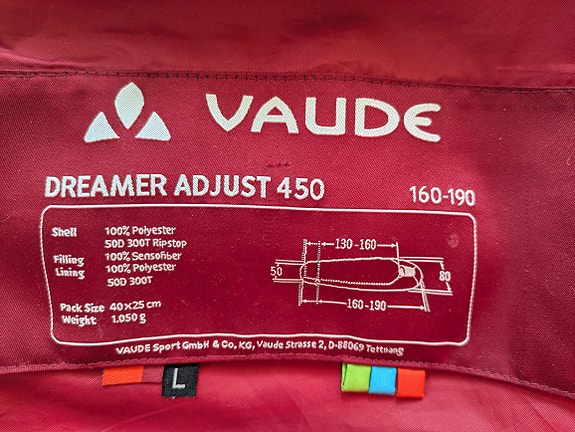 VAUDE
DREAMER ADJUST 450 160-190
Shell 100% Polyester
50D 300T Ripstop
Filling 100% Sensofiber
Lining 100% Polyester
50D 300T
Pack Size 40x25 cm
Weight 1.050 g
130-160
50
80
160-190
VAUDE Sport GmbH & Co, KG, Vaude Strasse 2, D-88069 Tettnang
L